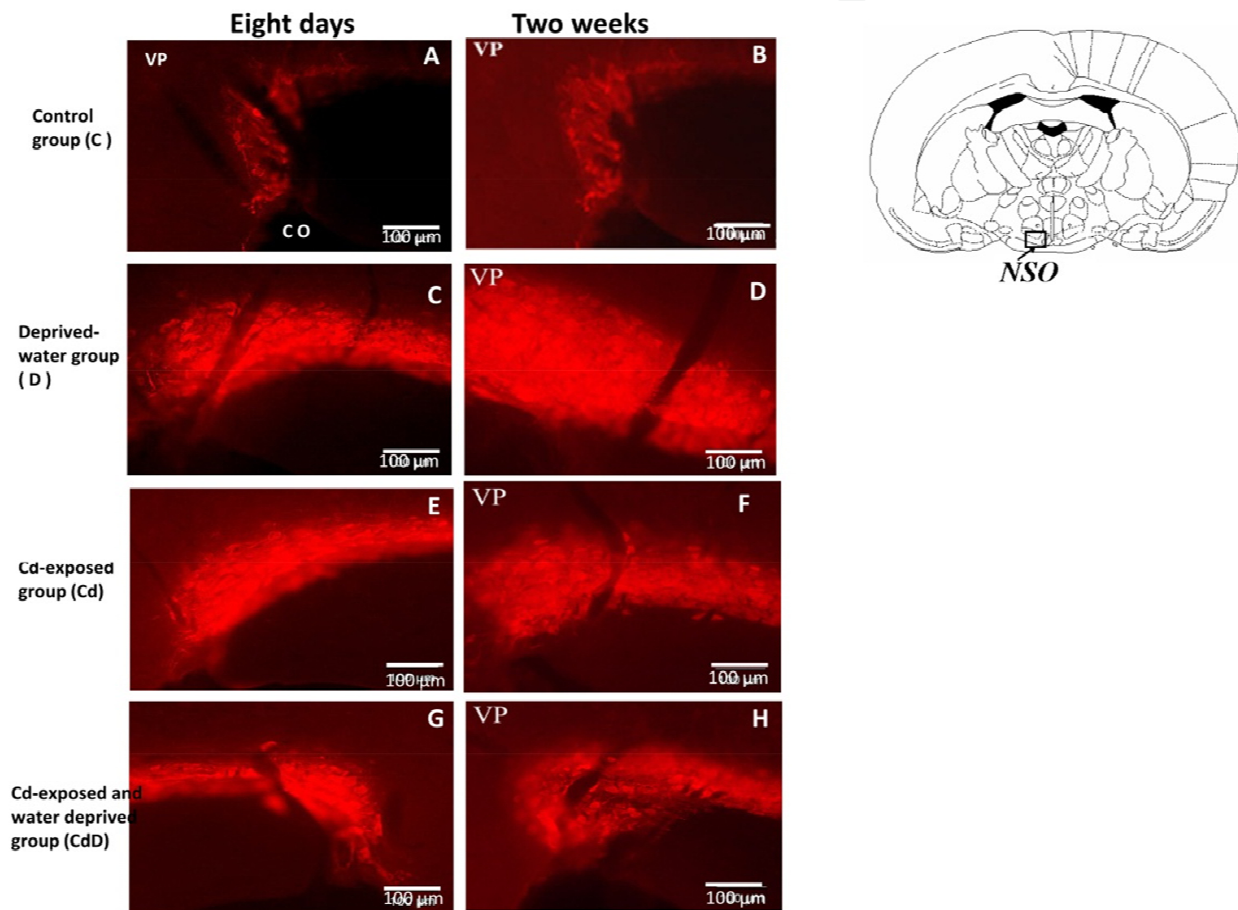 Eight days
Two weeks
VP
A
VP
B
Control
group (C )
C O
100 µm
100 µm
C
VP
D
Deprived-
water group
( D )
100 µm
100 µm
E
VP
F
Cd-exposed
group (Cd)
100 µm
100 µm
G
VP
H
Cd-exposed and
water deprived
group (CdD)
100 µm
100 µm
NSO